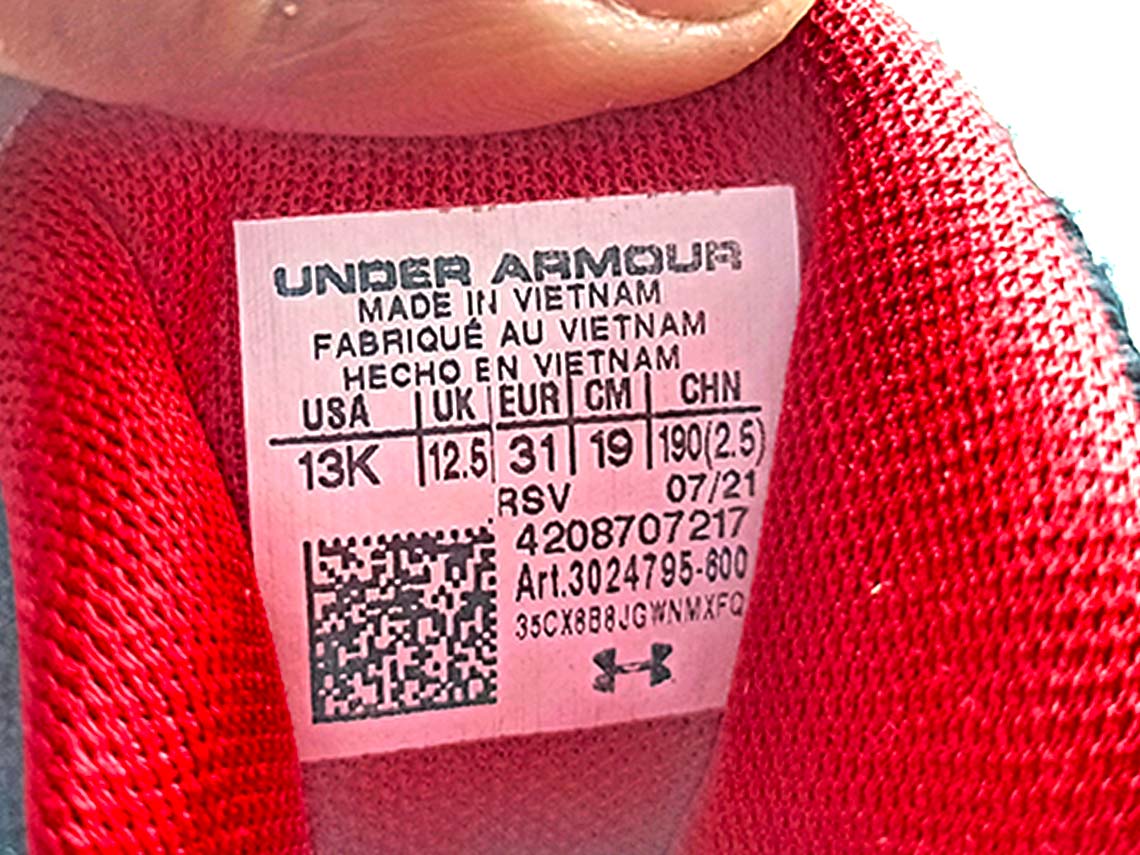 UNDER ARMOUR
MADE IN VIETNAM
FABRIQUÉ AU VIETNAM
HECHO EN VIETNAM
USA UK EUR CM CHN
13K 12.5 31 19 190(2.5)
RSV 07/21
4208707217
Art.3024795-600
35CX8B8JGWNMXFQ